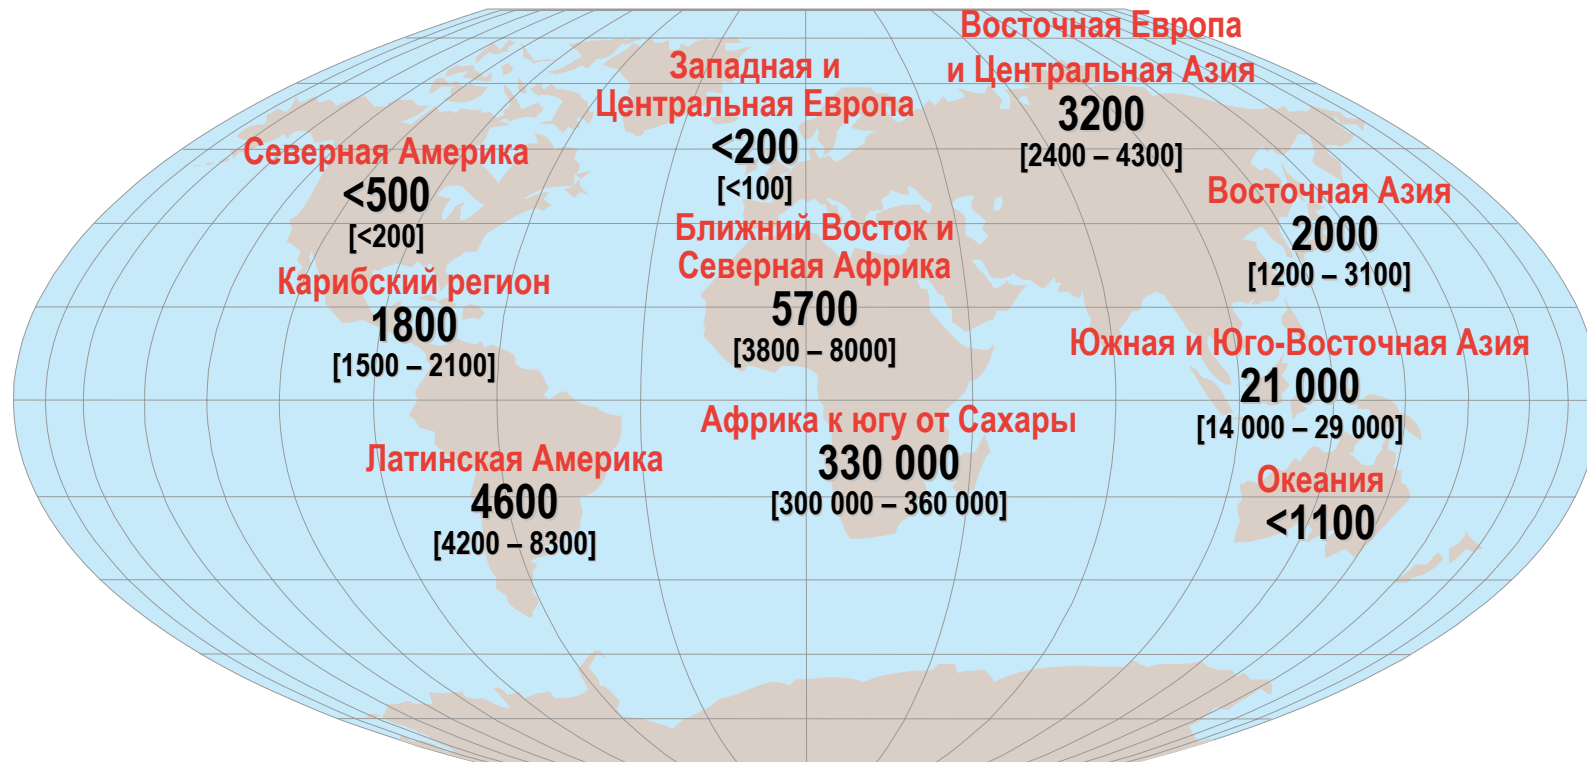 Восточная Европа
и Центральная Азия
3200
[2400 – 4300]
Западная и
Центральная Европа
<200
[<100]
Северная Америка
<500
[<200]
Восточная Азия
2000
[1200 – 3100]
Ближний Восток и
Северная Африка
5700
[3800 – 8000]
Карибский регион
1800
[1500 – 2100]
Южная и Юго-Восточная Азия
21 000
[14 000 – 29 000]
Африка к югу от Сахары
330 000
[300 000 – 360 000]
Латинская Америка
4600
[4200 – 8300]
Океания
<1100